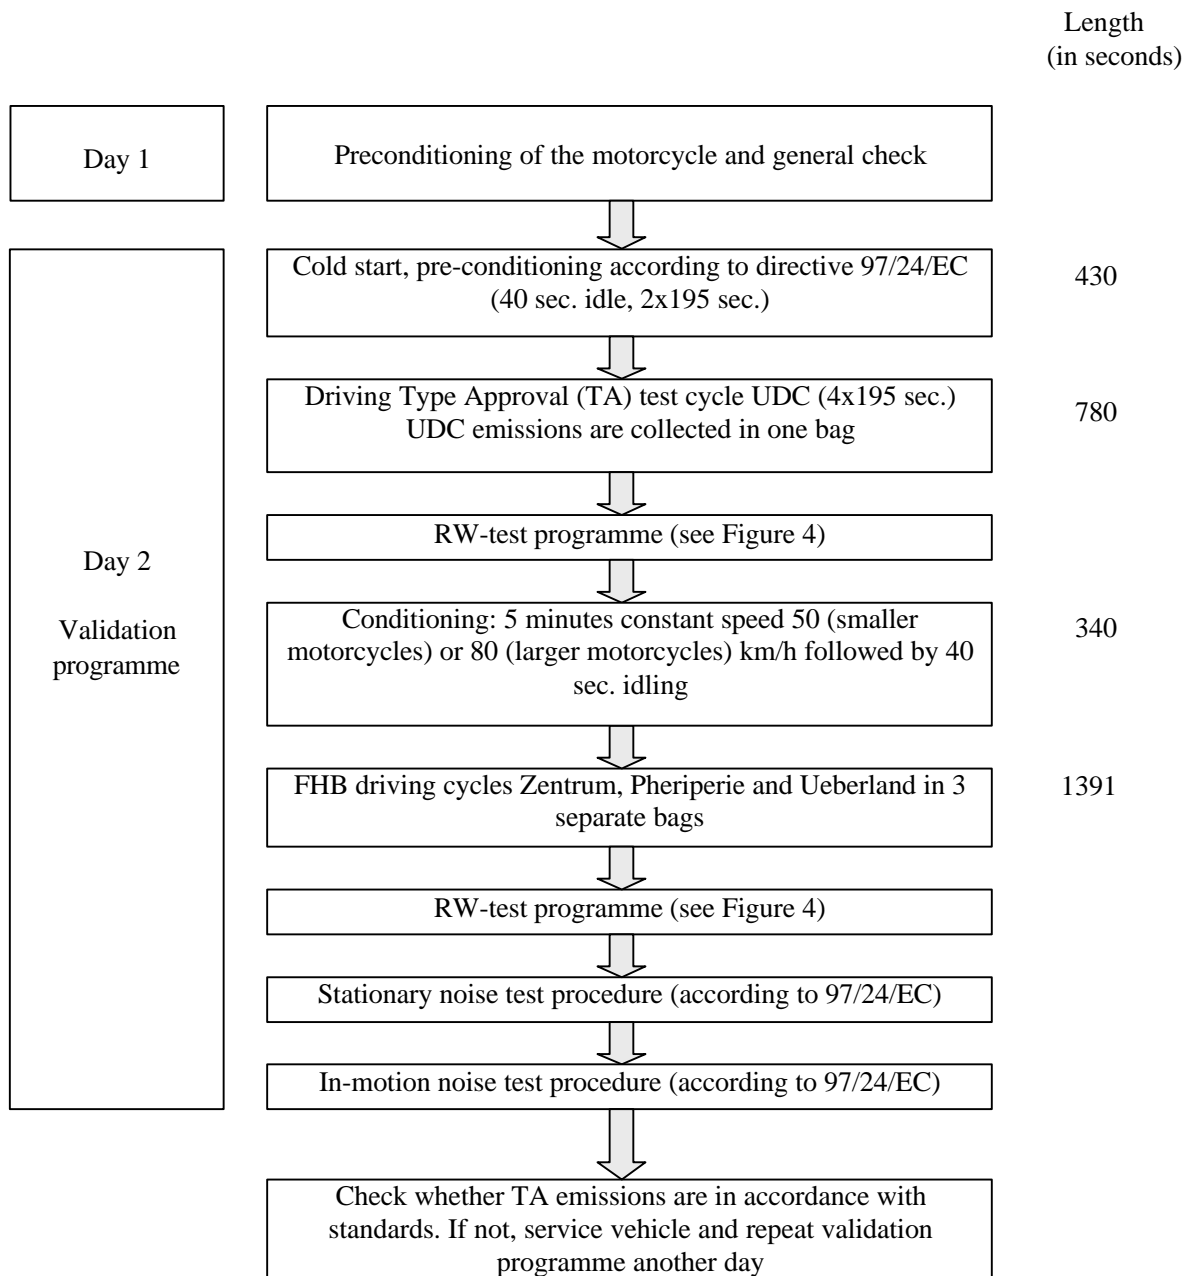 Length
(in seconds)
Day 1
Preconditioning of the motorcycle and general check
Cold start, pre-conditioning according to directive 97/24/EC
(40 sec. idle, 2x195 sec.)
430
Driving Type Approval (TA) test cycle UDC (4x195 sec.)
UDC emissions are collected in one bag
780
RW-test programme (see Figure 4)
Day 2
Validation
programme
Conditioning: 5 minutes constant speed 50 (smaller
motorcycles) or 80 (larger motorcycles) km/h followed by 40
sec. idling
340
FHB driving cycles Zentrum, Pheriperie and Ueberland in 3
separate bags
1391
RW-test programme (see Figure 4)
Stationary noise test procedure (according to 97/24/EC)
In-motion noise test procedure (according to 97/24/EC)
Check whether TA emissions are in accordance with
standards. If not, service vehicle and repeat validation
programme another day